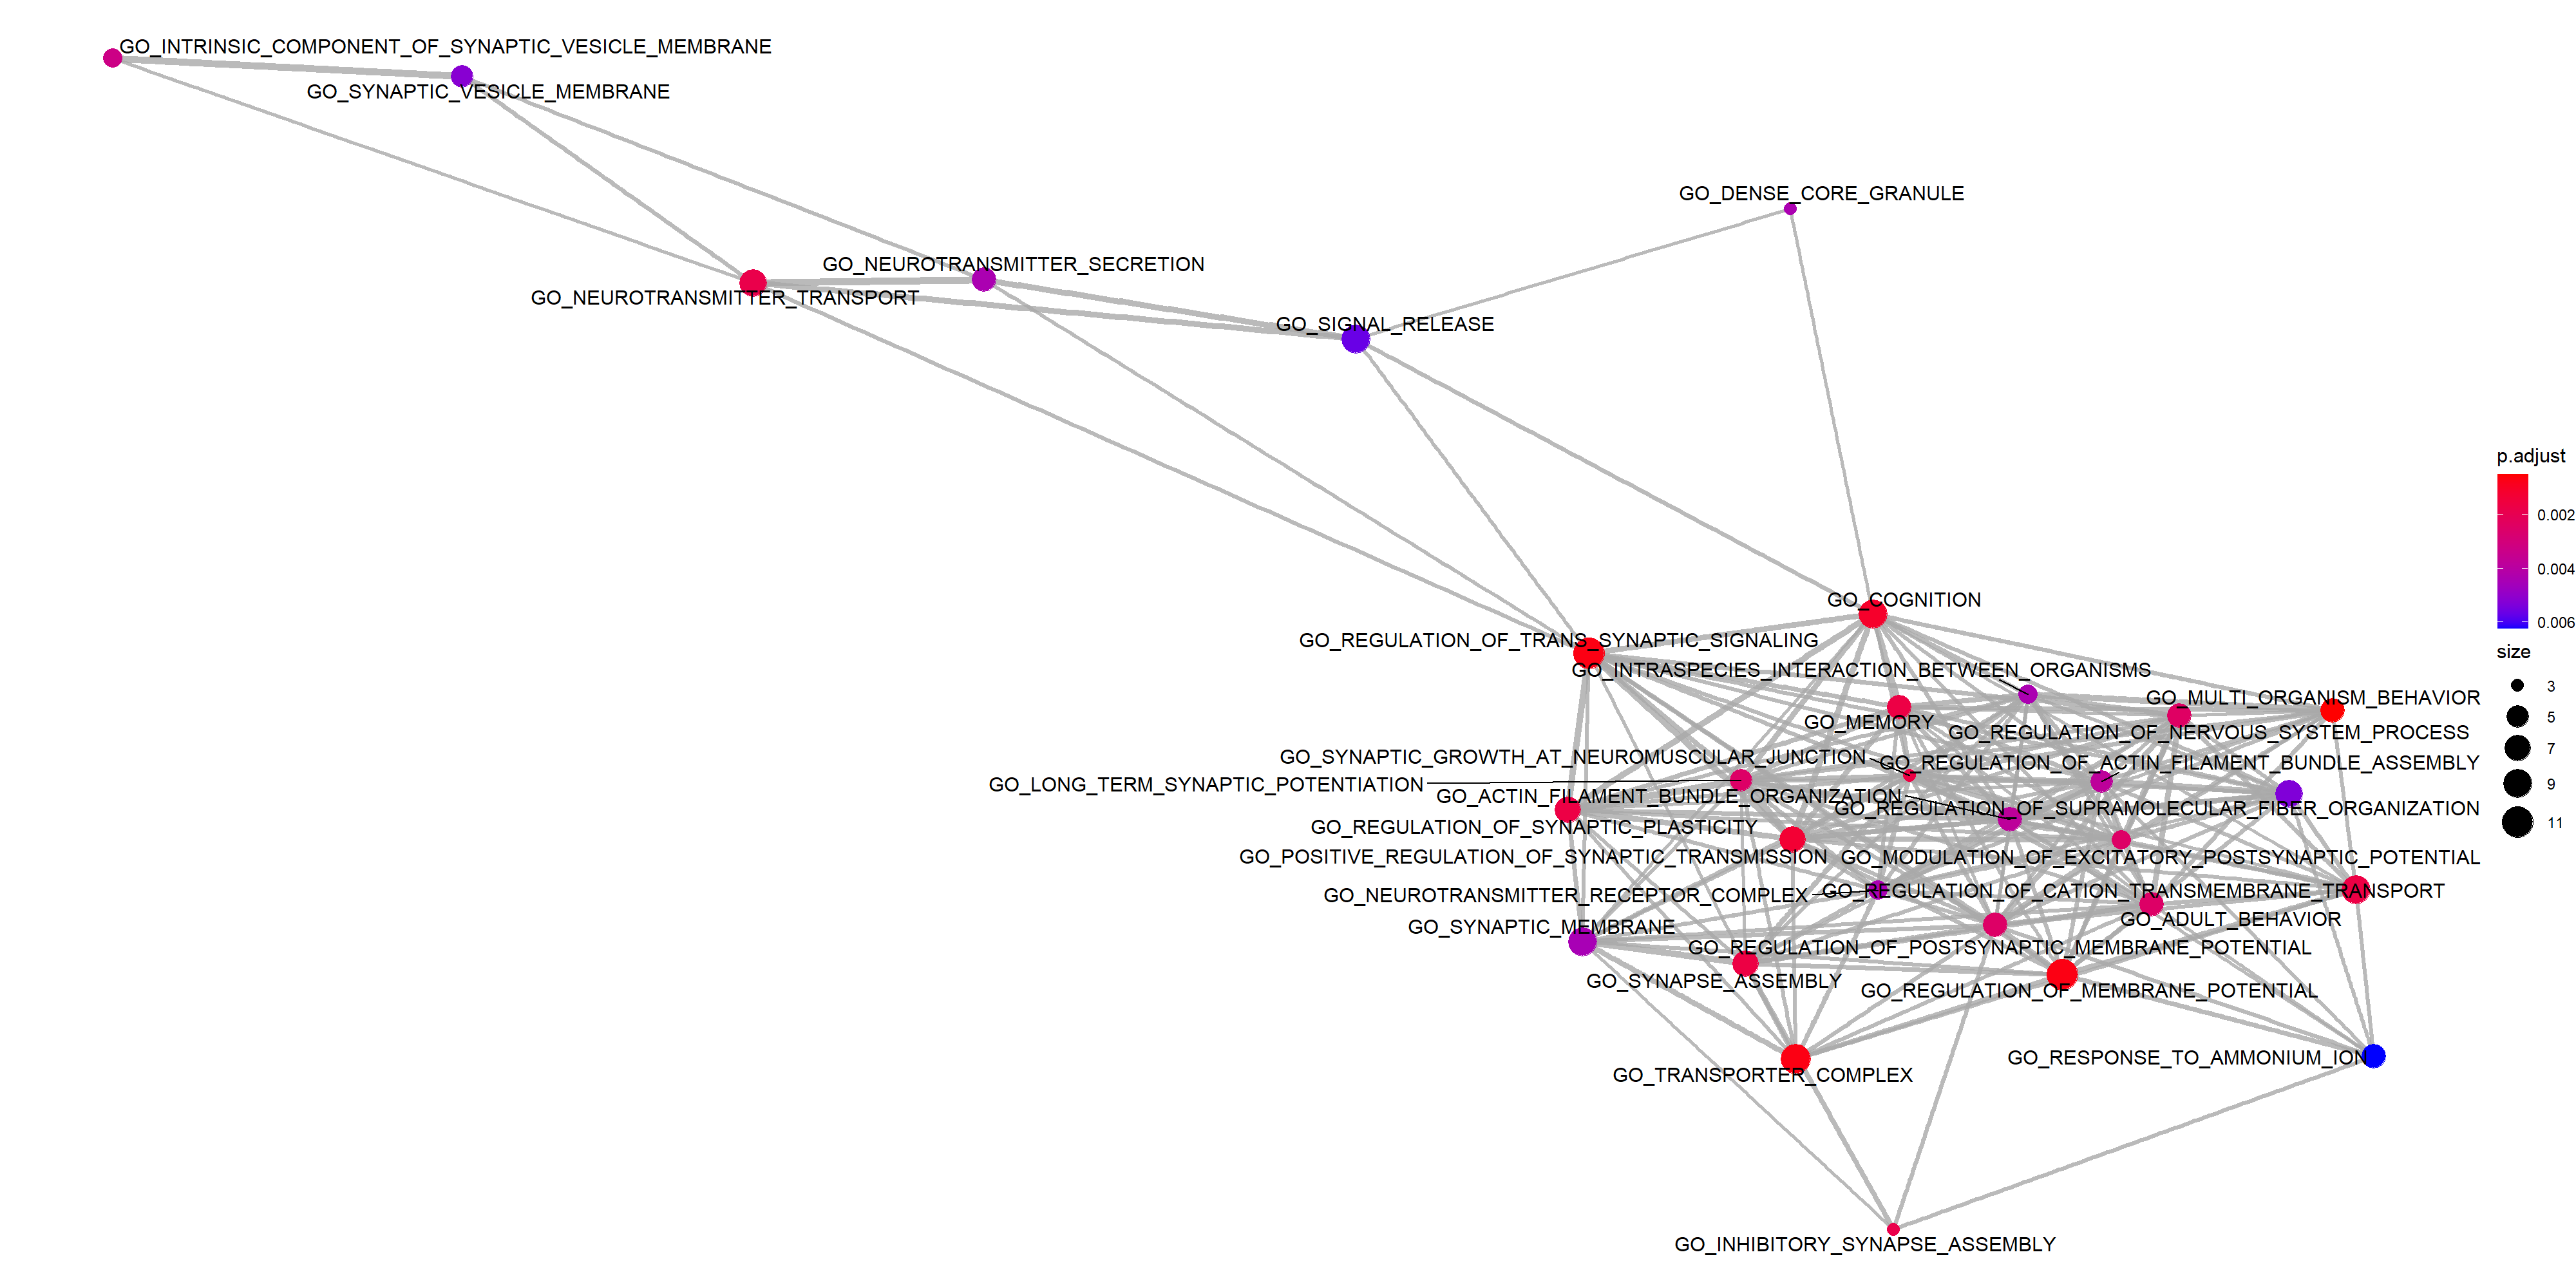 GO_INTRINSIC_COMPONENT_OF_SYNAPTIC_VESICLE_MEMBRANE
GO_SYNAPTIC_VESICLE_MEMBRANE
GO_DENSE_CORE_GRANULE
GO_NEUROTRANSMITTER_SECRETION
GO_NEUROTRANSMITTER_TRANSPORT
GO_SIGNAL_RELEASE
p.adjust
0.002
0.004
0.006
size
3
5
7
9
11
GO_COGNITION
GO_REGULATION_OF_TRANS_SYNAPTIC_SIGNALING
GO_INTRASPECIES_INTERACTION_BETWEEN_ORGANISMS
GO_MULTI_ORGANISM_BEHAVIOR
GO_MEMORY
GO_REGULATION_OF_NERVOUS_SYSTEM_PROCESS
GO_SYNAPTIC_GROWTH_AT_NEUROMUSCULAR_JUNCTION
GO_REGULATION_OF_ACTIN_FILAMENT_BUNDLE_ASSEMBLY
GO_LONG_TERM_SYNAPTIC_POTENTIATION
GO_ACTIN_FILAMENT_BUNDLE_ORGANIZATION
GO_REGULATION_OF_SUPRAMOLECULAR_FIBER_ORGANIZATION
GO_REGULATION_OF_SYNAPTIC_PLASTICITY
GO_POSITIVE_REGULATION_OF_SYNAPTIC_TRANSMISSION
GO_MODULATION_OF_EXCITATORY_POSTSYNAPTIC_POTENTIAL
GO_NEUROTRANSMITTER_RECEPTOR_COMPLEX
GO_REGULATION_OF_CATION_TRANSMEMBRANE_TRANSPORT
GO_ADULT_BEHAVIOR
GO_SYNAPTIC_MEMBRANE
GO_REGULATION_OF_POSTSYNAPTIC_MEMBRANE_POTENTIAL
GO_SYNAPSE_ASSEMBLY
GO_REGULATION_OF_MEMBRANE_POTENTIAL
GO_RESPONSE_TO_AMMONIUM_ION
GO_TRANSPORTER_COMPLEX
GO_INHIBITORY_SYNAPSE_ASSEMBLY